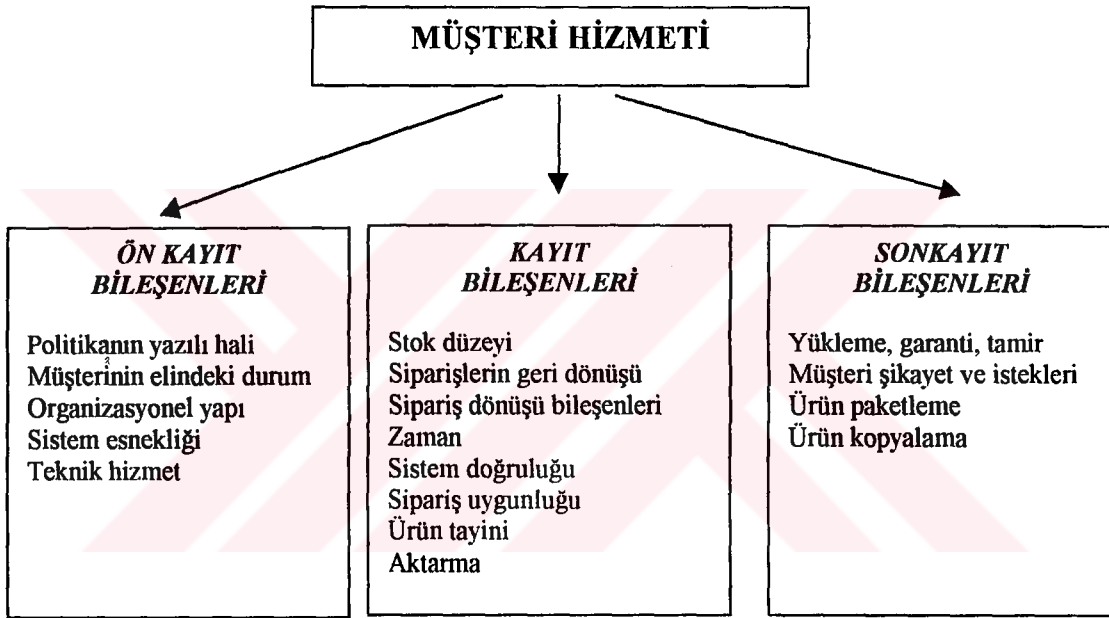 MÜŞTERİ HİZMETİ
ÖN KAYIT
BİLEŞENLERİ
Politikanın yazılı hali
Müşterinin elindeki durum
Organizasyonel yapı
Sistem esnekliği
Teknik hizmet
KAYIT
BİLEŞENLERİ
Stok düzeyi
Siparişlerin geri dönüşü
Sipariş dönüşü bileşenleri
Zaman
Sistem doğruluğu
Sipariş uygunluğu
Ürün tayini
Aktarma
SONKAYIT
BİLEŞENLERİ
Yükleme, garanti, tamir
Müşteri şikayet ve istekleri
Ürün paketleme
Ürün kopyalama